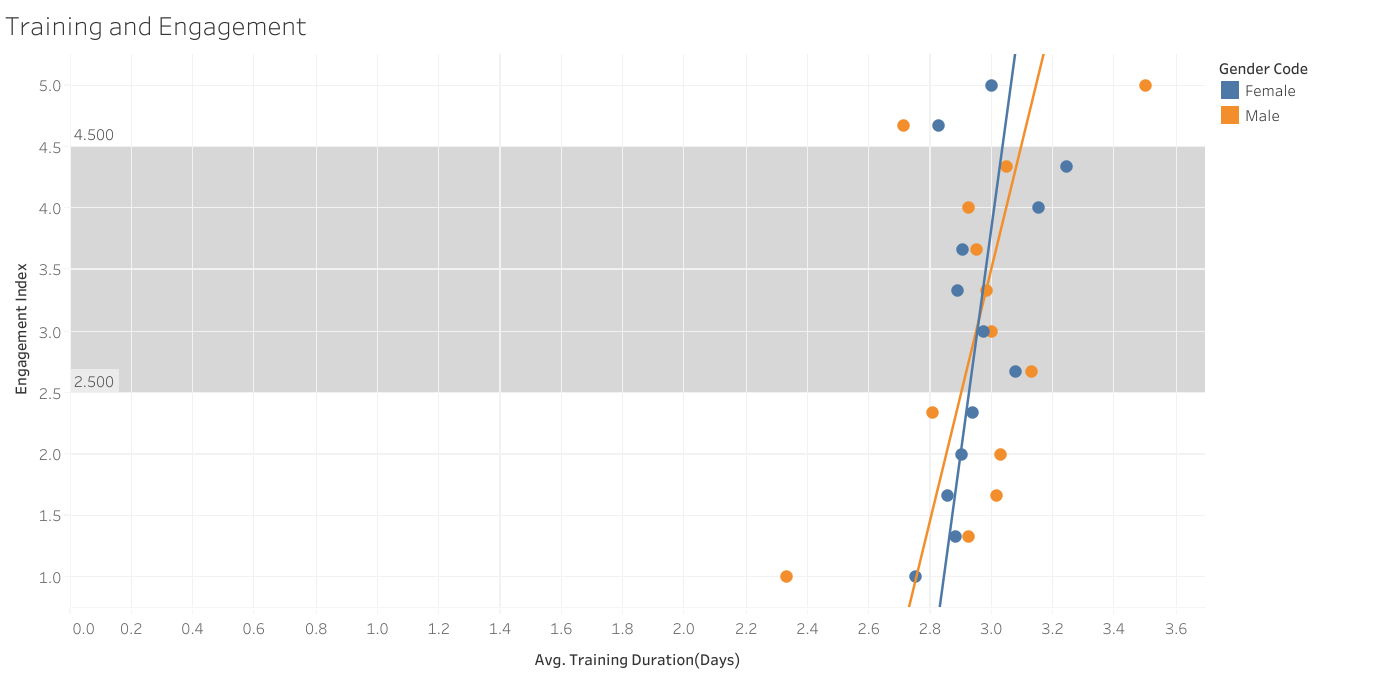 Training and Engagement
Gender Code
Female
Male
5.0
4.500
4.5
4.0
3.5
3.0
2.500
2.5
2.0
1.5
1.0
Engagement Index
0.0 0.2 0.4 0.6 0.8 1.0 1.2 1.4 1.6 1.8 2.0 2.2 2.4 2.6 2.8 3.0 3.2 3.4 3.6
Avg. Training Duration(Days)